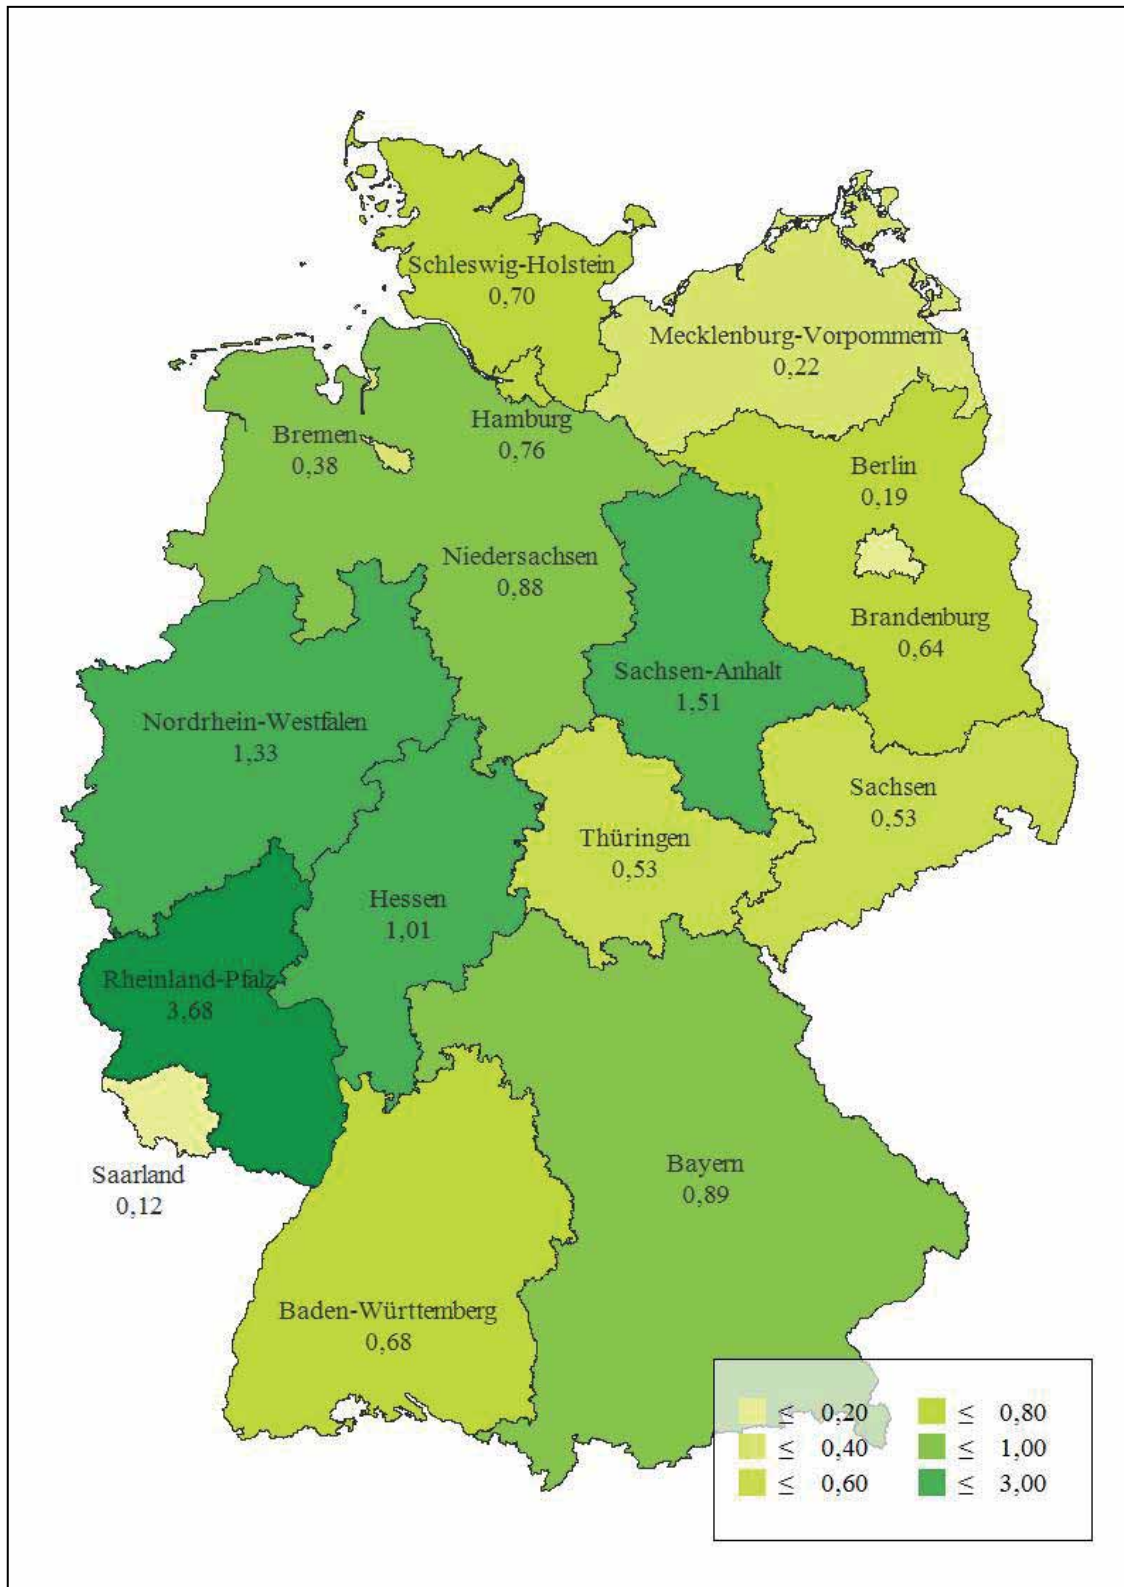 Schleswig-Holstein
0,70
Mecklenburg-Vorpommern
0,22
Hamburg
0,76
Bremen
0,38
Berlin
0,19
Niedersachsen
0,88
Brandenburg
0,64
Sachsen-Anhalt
1,51
Nordrhein-Westfalen
1,33
Sachsen
0,53
Thüringen
0,53
Hessen
1,01
Rheinland-Pfalz
3,68
Saarland
0,12
Bayern
0,89
Baden-Württemberg
0,68
≤ 0,20
≤ 0,40
≤ 0,60
≤ 0,80
≤ 1,00
≤ 3,00